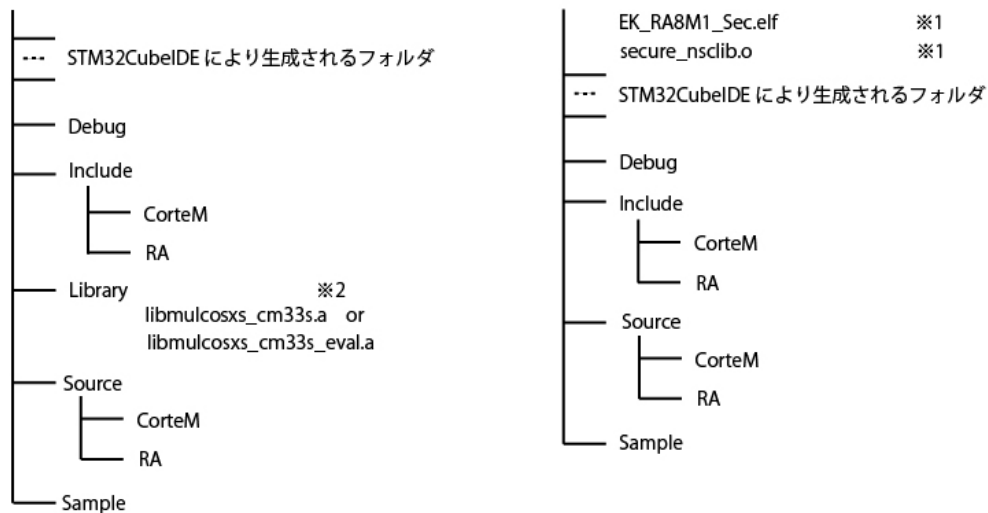 STM32CubeIDE により生成されるフォルダ
Debug
Include
CorteM
RA
Library ※2
libmulcosxs_cm33s.a or
libmulcosxs_cm33s_eval.a
Source
CorteM
RA
Sample
EK_RA8M1_Sec.elf ※1
secure_nsclib.o ※1
STM32CubeIDE により生成されるフォルダ
Debug
Include
CorteM
RA
Source
CorteM
RA
Sample